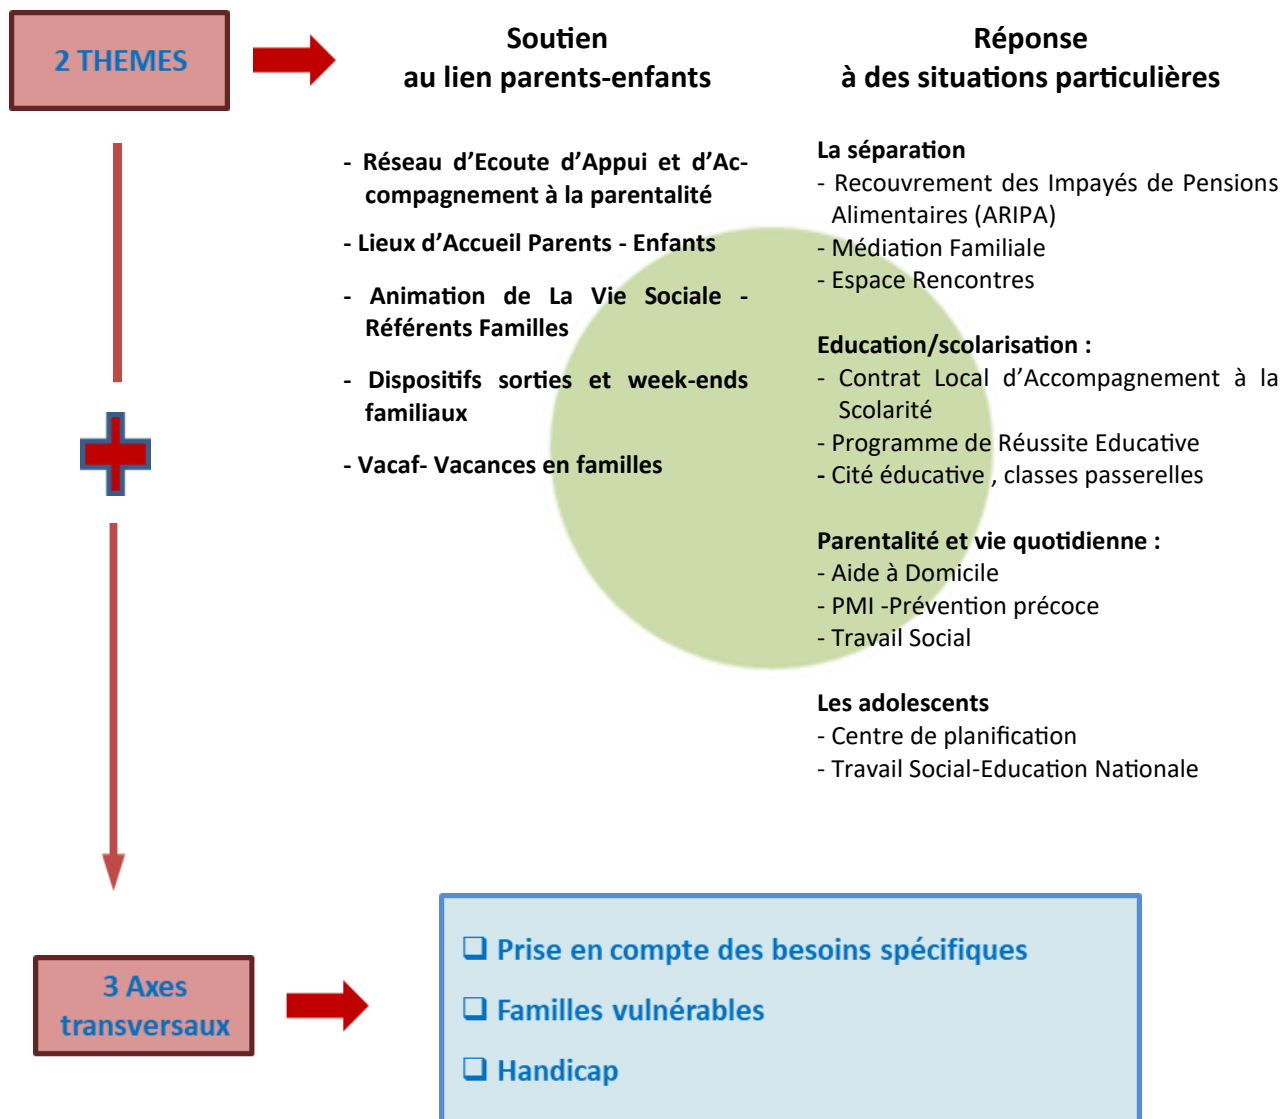 2 THEMES
Soutien
au lien parents-enfants
- Réseau d’Ecoute d’Appui et d’Ac-
compagnement à la parentalité
- Lieux d’Accueil Parents - Enfants
- Animation de La Vie Sociale -
Référents Familles
- Dispositifs sorties et week-ends
familiaux
- Vacaf- Vacances en familles
Réponse
à des situations particulières
La séparation
- Recouvrement des Impayés de Pensions
Alimentaires (ARIPA)
- Médiation Familiale
- Espace Rencontres
Education/scolarisation :
- Contrat Local d’Accompagnement à la
Scolarité
- Programme de Réussite Educative
- Cité éducative , classes passerelles
Parentalité et vie quotidienne :
- Aide à Domicile
- PMI -Prévention précoce
- Travail Social
Les adolescents
- Centre de planification
- Travail Social-Education Nationale
3 Axes
transversaux
❑ Prise en compte des besoins spécifiques
❑ Familles vulnérables
❑ Handicap